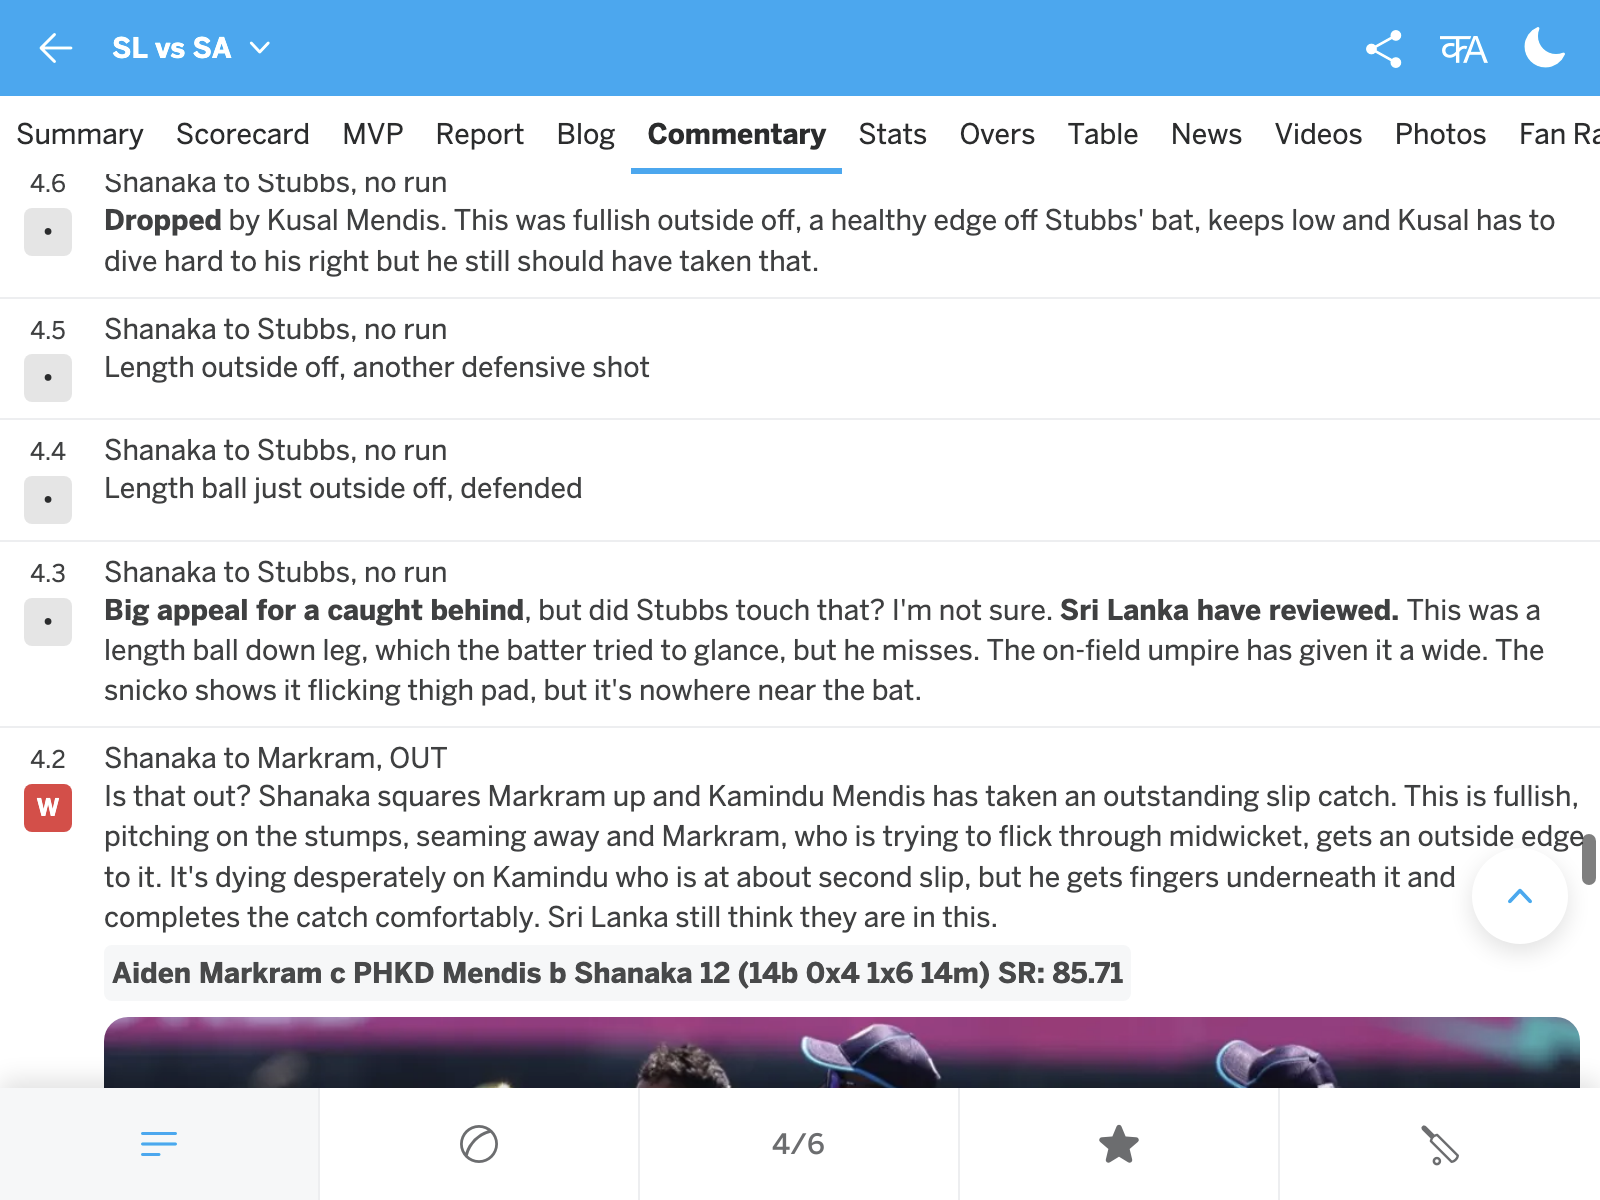 SL vs SA
Summary Scorecard MVP Report Blog Commentary Stats Overs Table News Videos Photos Fan Ra
4.6 Shanaka to Stubbs, no run
Dropped by Kusal Mendis. This was fullish outside off, a healthy edge off Stubbs' bat, keeps low and Kusal has to
dive hard to his right but he still should have taken that.
4.5 Shanaka to Stubbs, no run
Length outside off, another defensive shot
4.4 Shanaka to Stubbs, no run
Length ball just outside off, defended
4.3 Shanaka to Stubbs, no run
Big appeal for a caught behind, but did Stubbs touch that? I'm not sure. Sri Lanka have reviewed. This was a
length ball down leg, which the batter tried to glance, but he misses. The on-field umpire has given it a wide. The
snicko shows it flicking thigh pad, but it's nowhere near the bat.
4.2 Shanaka to Markram, OUT
W Is that out? Shanaka squares Markram up and Kamindu Mendis has taken an outstanding slip catch. This is fullish,
pitching on the stumps, seaming away and Markram, who is trying to flick through midwicket, gets an outside edge
to it. It's dying desperately on Kamindu who is at about second slip, but he gets fingers underneath it and
completes the catch comfortably. Sri Lanka still think they are in this.
Aiden Markram c PHKD Mendis b Shanaka 12 (14b 0x4 1x6 14m) SR: 85.71
4/6